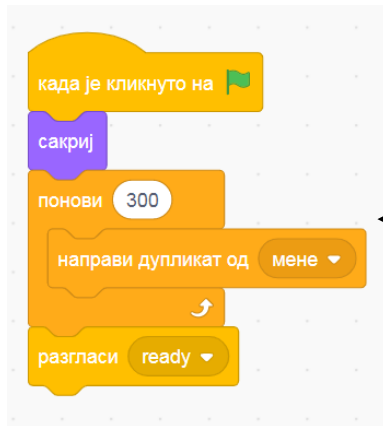 када је кликнуто на
сакриј
понови 300
направи дупликат од мене
разгласи ready